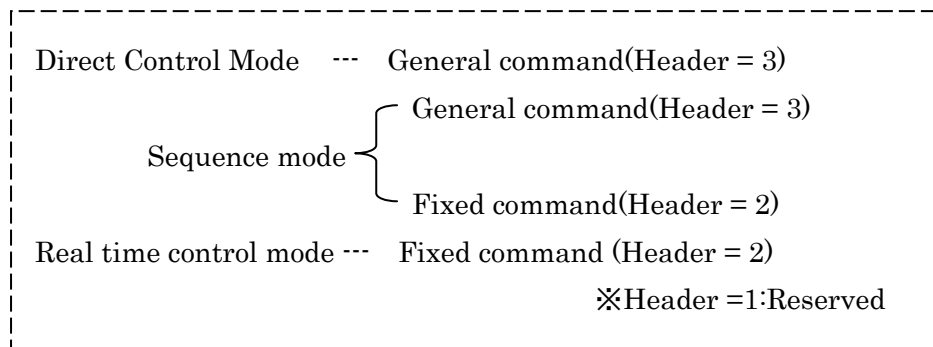 Direct Control Mode --- General command(Header = 3)
General command(Header = 3)
Sequence mode
Fixed command(Header = 2)
Real time control mode --- Fixed command (Header = 2)
※Header =1:Reserved